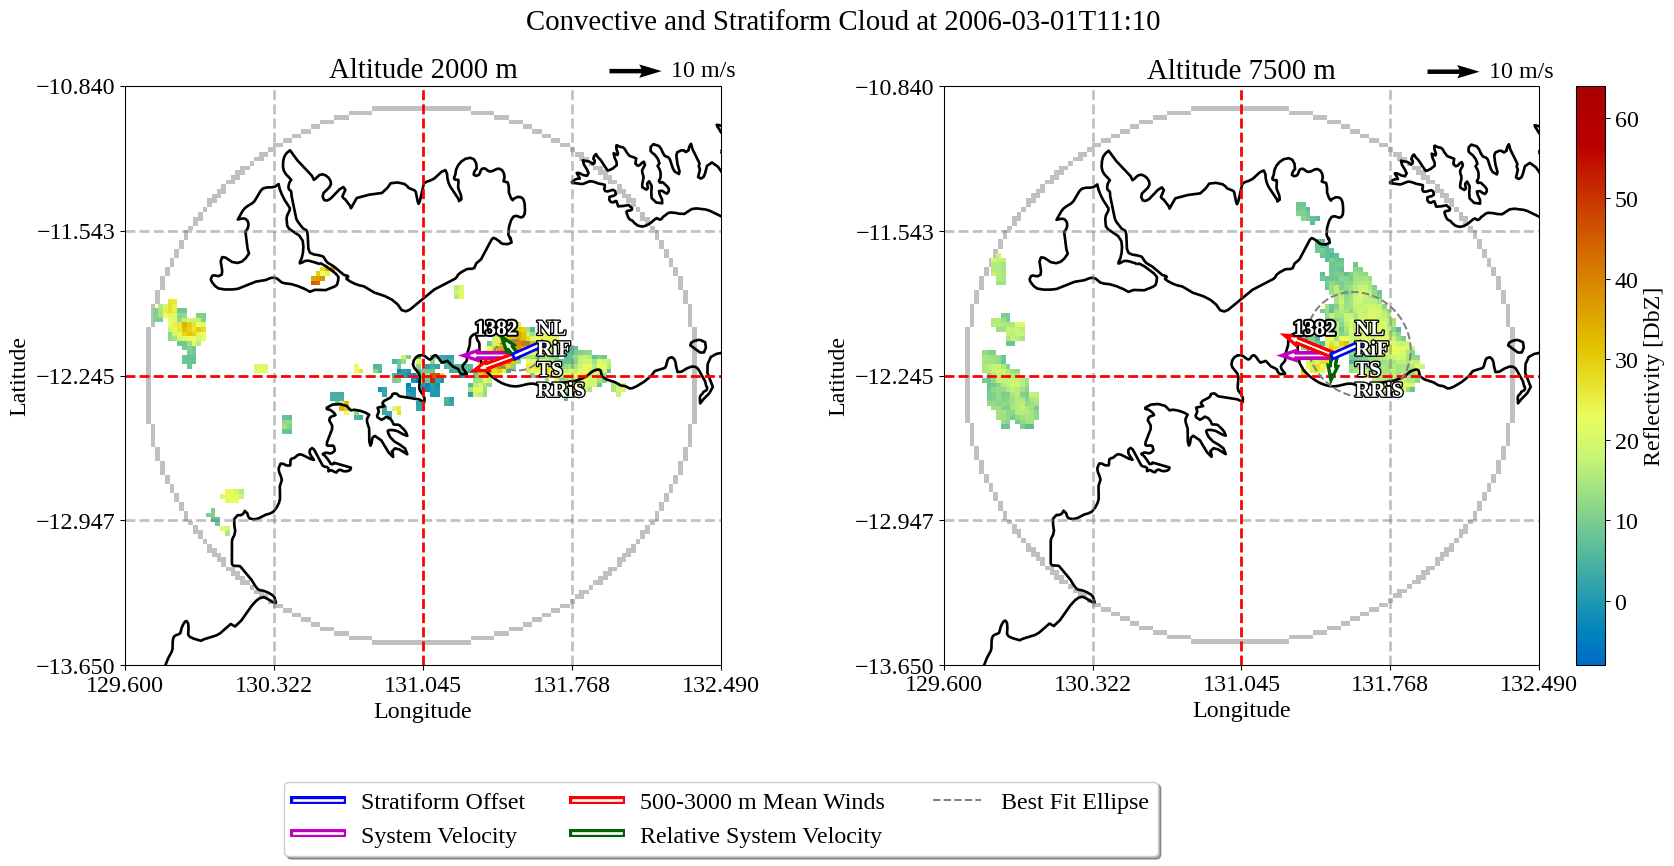 Convective and Stratiform Cloud at 2006-03-01T11:10
Altitude 2000 m
10 m/s
−10.840
−11.543
−12.245
−12.947
−13.650
Latitude
1382
NL
RiF
TS
RRiS
129.600
130.322
131.045
131.768
132.490
Longitude
Altitude 7500 m
10 m/s
−10.840
−11.543
−12.245
−12.947
−13.650
Latitude
1382
NL
RiF
TS
RRiS
129.600
130.322
131.045
131.768
132.490
Longitude
60
50
40
30
20
10
0
Reflectivity [DbZ]
Stratiform Offset
System Velocity
500-3000 m Mean Winds
Relative System Velocity
Best Fit Ellipse